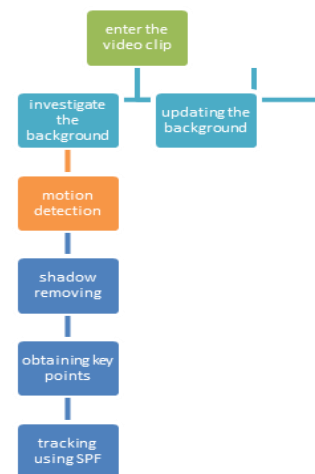 enter the
video clip
investigate
the
background
updating the
background
motion
detection
shadow
removing
obtaining key
points
tracking
using SPF